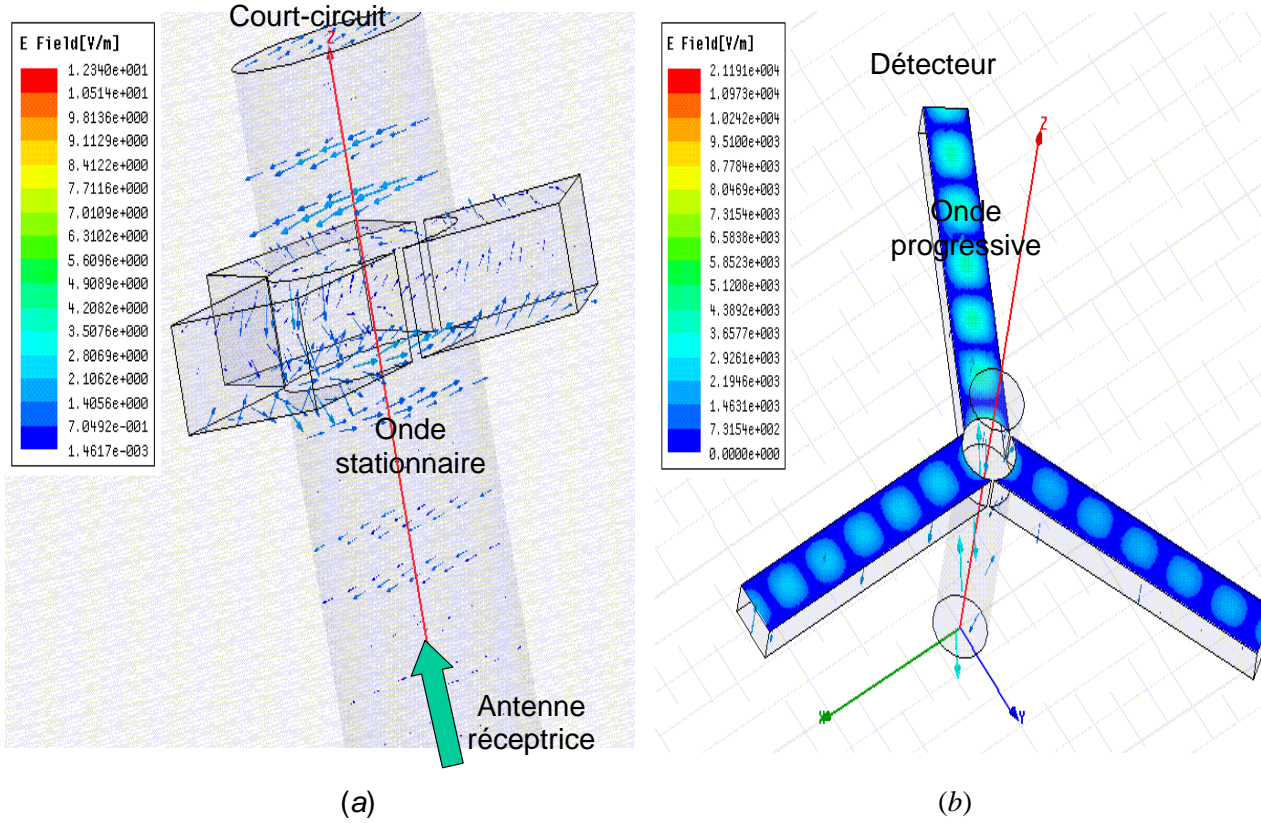 Court-circuit
E Field[V/m]
1.2340e+001
1.0514e+001
9.8136e+000
9.1129e+000
8.4122e+000
7.7116e+000
7.0109e+000
6.3102e+000
5.6096e+000
4.9089e+000
4.2082e+000
3.5076e+000
2.8069e+000
2.1062e+000
1.4056e+000
7.0492e-001
1.4617e-003
Z
Onde
stationnaire
Antenne
réceptrice
(a)
E Field[V/m]
2.1191e+004
1.0973e+004
1.0242e+004
9.5100e+003
8.7784e+003
8.0469e+003
7.3154e+003
6.5838e+003
5.8523e+003
5.1208e+003
4.3892e+003
3.6577e+003
2.9261e+003
2.1946e+003
1.4631e+003
7.3154e+002
0.0000e+000
Détecteur
Z
Onde
progressive
X
Y
(b)